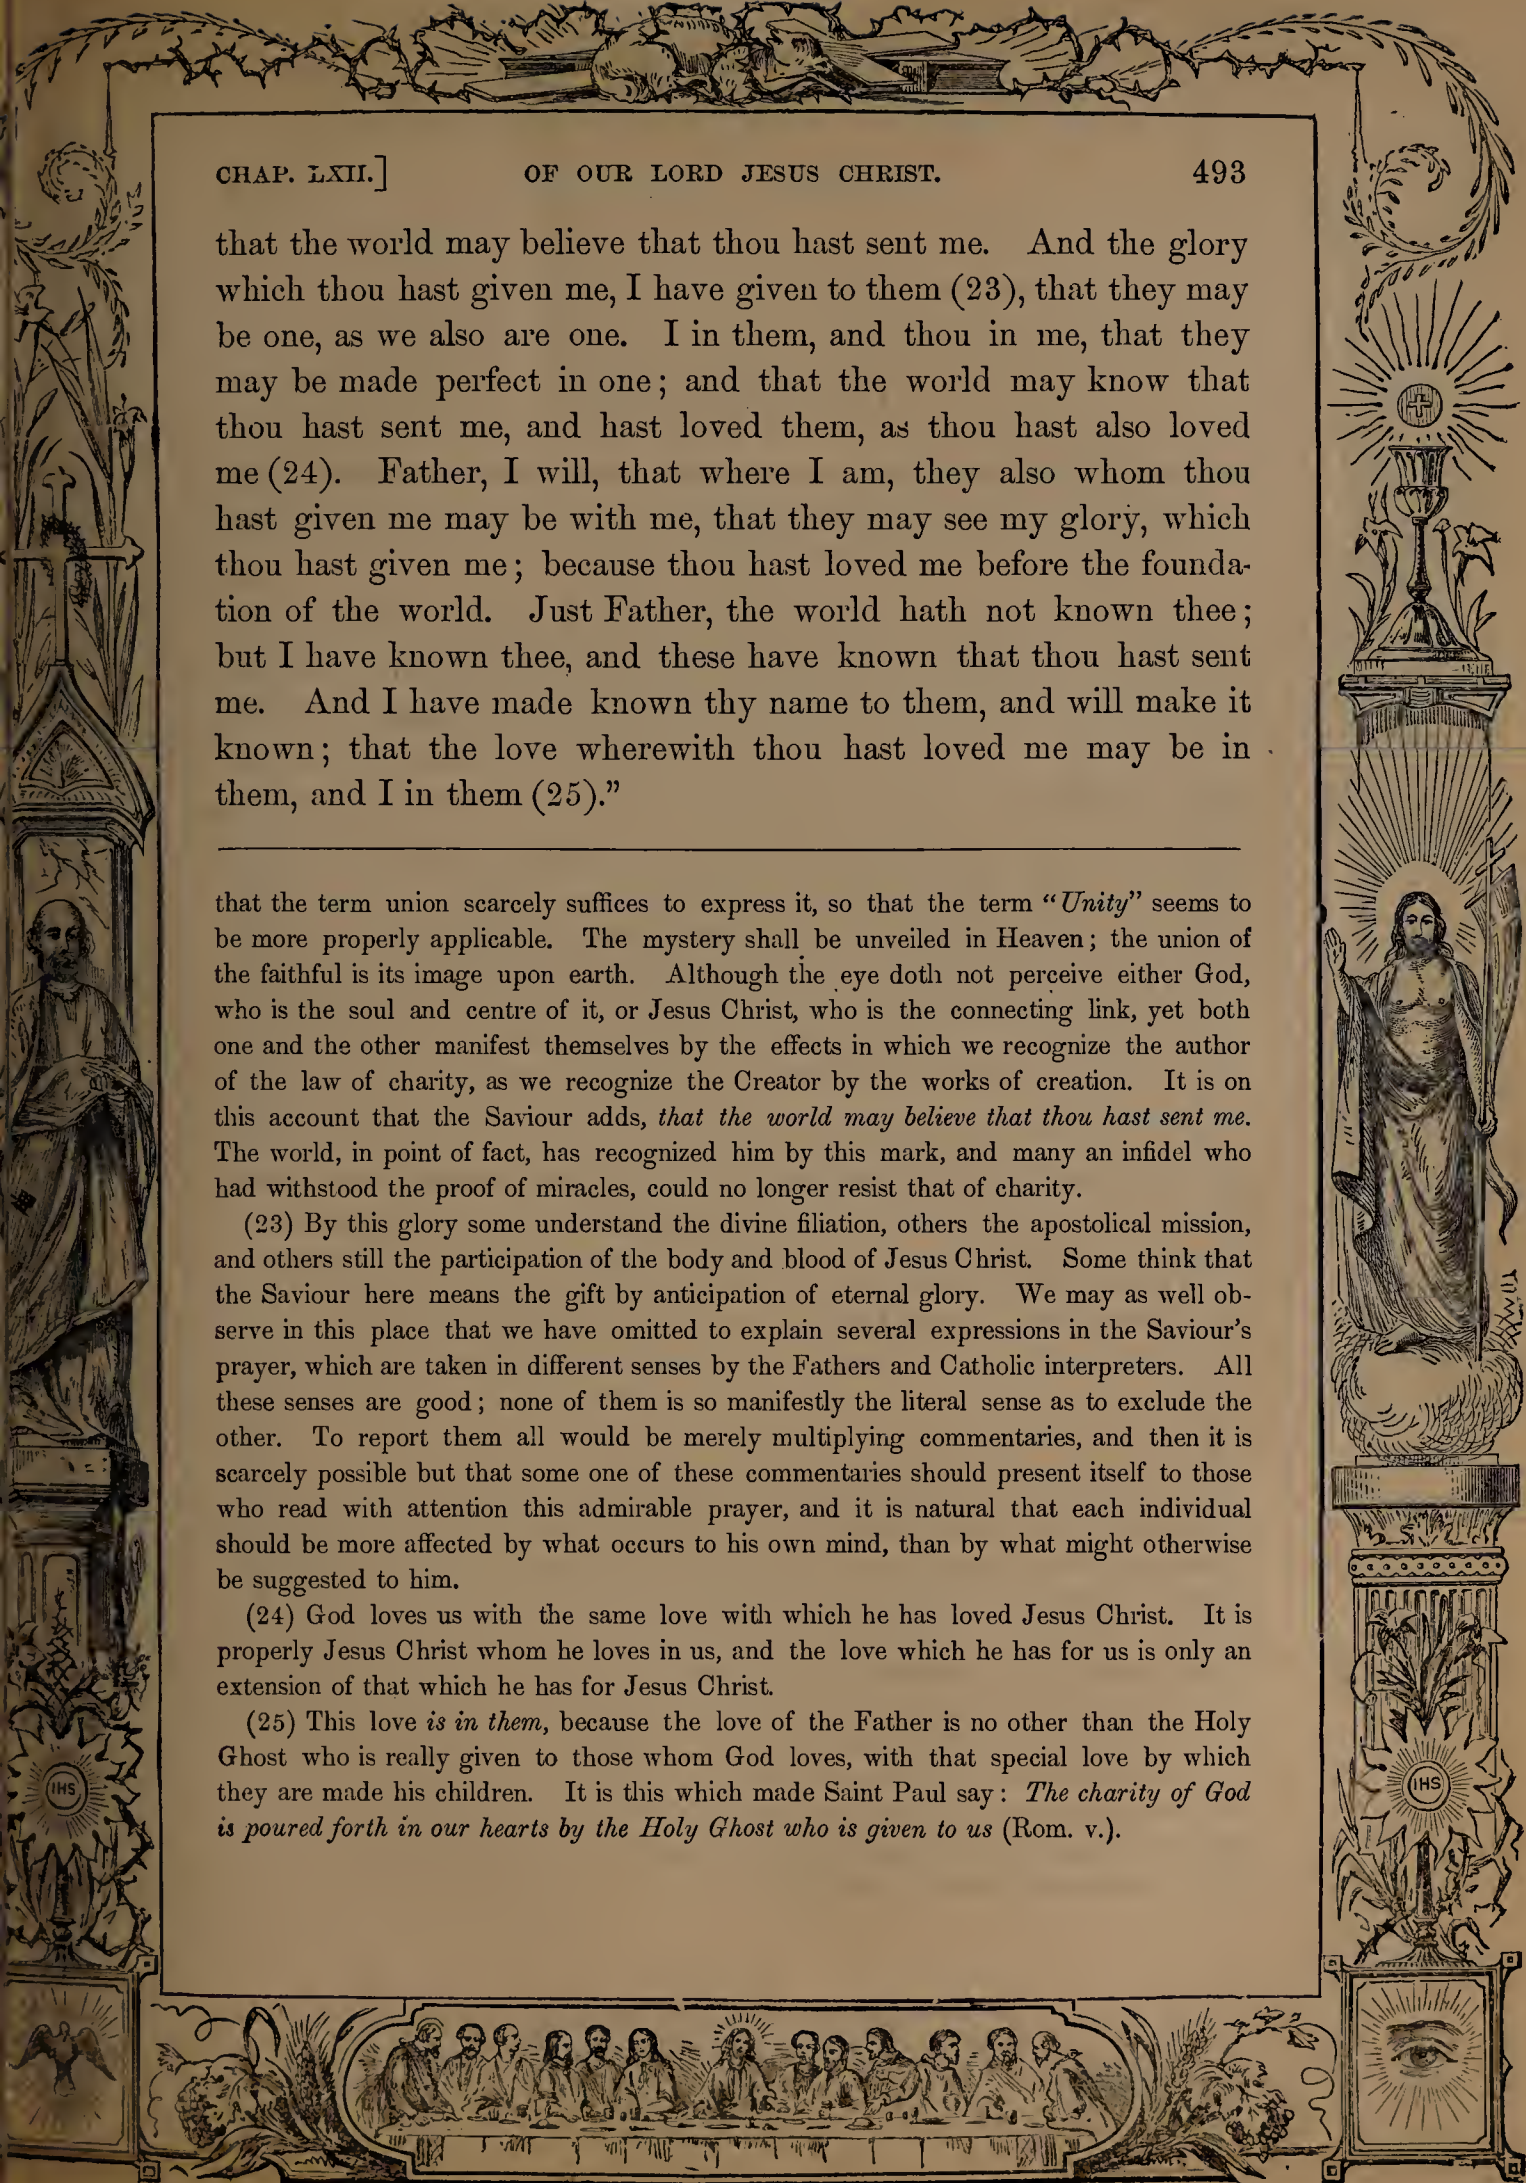 CHAP. LXII.] OF OUR LORD JESUS CHRIST. 493
that the world may believe that thou hast sent me. And the glory
which thou hast given me, I have given to them (23), that they may
be one, as we also are one. I in them, and thou in me, that they
may be made perfect in one; and that the world may know that
thou hast sent me, and hast loved them, as thou hast also loved
me (24). Father, I will, that where I am, they also whom thou
hast given me may be with me, that they may see my glory, which
thou hast given me; because thou hast loved me before the founda-
tion of the world. Just Father, the world hath not known thee;
but I have known thee, and these have known that thou hast sent
me. And I have made known thy name to them, and will make it
known; that the love wherewith thou hast loved me may be in
them, and I in them (25).”
that the term union scarcely suffices to express it, so that the term “Unity” seems to
be more properly applicable. The mystery shall be unveiled in Heaven; the union of
the faithful is its image upon earth. Although the eye doth not perceive either God,
who is the soul and centre of it, or Jesus Christ, who is the connecting link, yet both
one and the other manifest themselves by the effects in which we recognize the author
of the law of charity, as we recognize the Creator by the works of creation. It is on
this account that the Saviour adds, that the world may believe that thou hast sent me.
The world, in point of fact, has recognized him by this mark, and many an infidel who
had withstood the proof of miracles, could no longer resist that of charity.
(23) By this glory some understand the divine filiation, others the apostolical mission,
and others still the participation of the body and blood of Jesus Christ. Some think that
the Saviour here means the gift by anticipation of eternal glory. We may as well ob-
serve in this place that we have omitted to explain several expressions in the Saviour’s
prayer, which are taken in different senses by the Fathers and Catholic interpreters. All
these senses are good; none of them is so manifestly the literal sense as to exclude the
other. To report them all would be merely multiplying commentaries, and then it is
scarcely possible but that some one of these commentaries should present itself to those
who read with attention this admirable prayer, and it is natural that each individual
should be more affected by what occurs to his own mind, than by what might otherwise
be suggested to him.
(24) God loves us with the same love with which he has loved Jesus Christ. It is
properly Jesus Christ whom he loves in us, and the love which he has for us is only an
extension of that which he has for Jesus Christ.
(25) This love is in them, because the love of the Father is no other than the Holy
Ghost who is really given to those whom God loves, with that special love by which
they are made his children. It is this which made Saint Paul say: The charity of God
is poured forth in our hearts by the Holy Ghost who is given to us (Rom. v.).
IHS
IHS